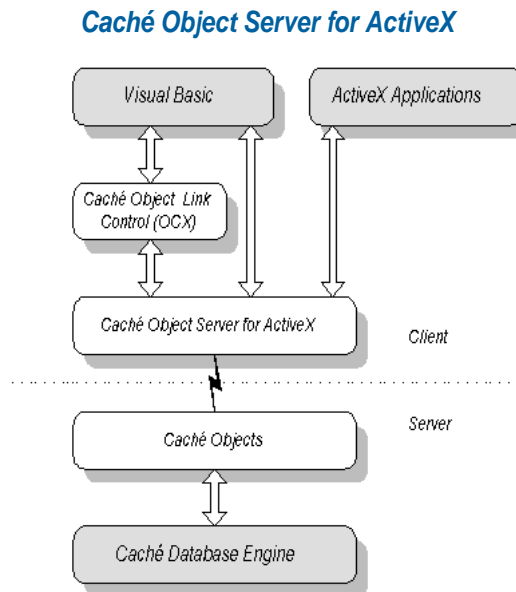 Caché Object Server for ActiveX
Visual Basic
ActiveX Applications
Caché Object Link
Control (OCX)
Caché Object Server for ActiveX
Client
Server
Caché Objects
Caché Database Engine